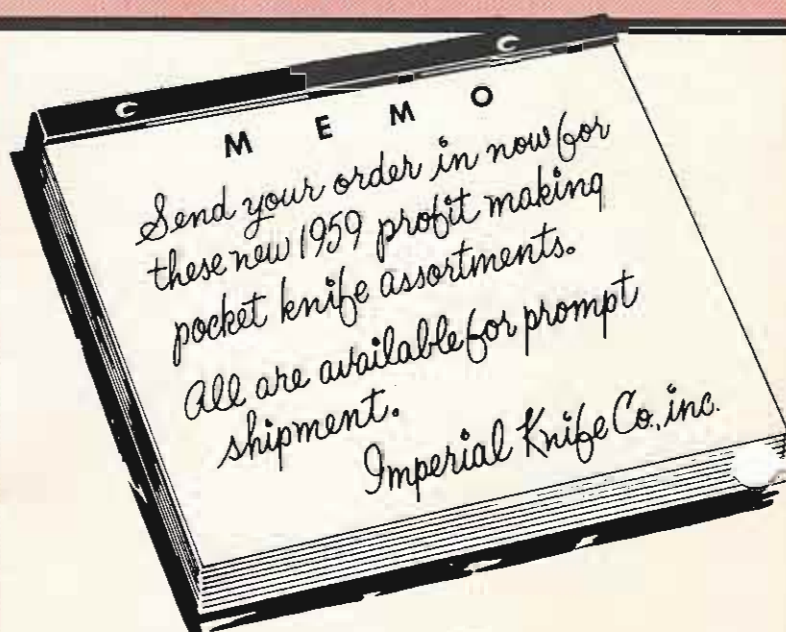 MEMO
Send your order in now for
these new 1959 profit making
pocket knife assortments.
All are available for prompt
shipment.
Imperial Knife Co., inc.